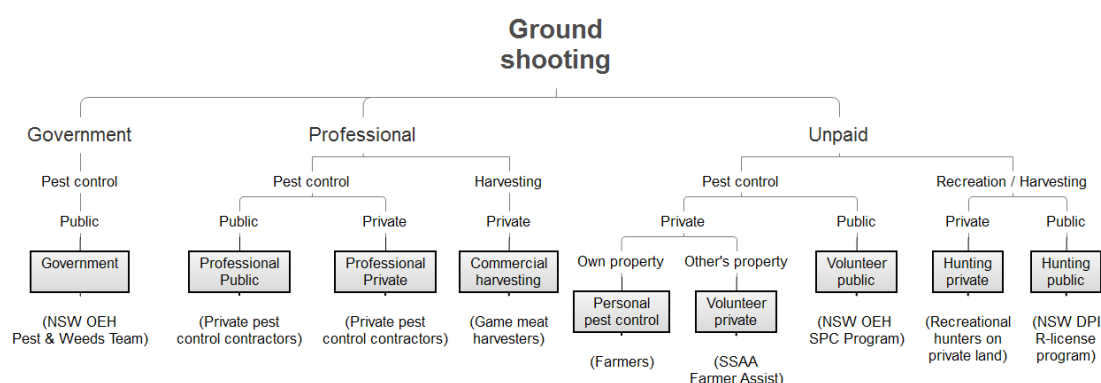 Ground
shooting
Government
Professional
Unpaid
Pest control
Pest control
Harvesting
Pest control
Recreation / Harvesting
Public
Public
Private
Private
Private
Public
Private
Public
Own property
Other's property
Government
Professional
Public
Professional
Private
Commercial
harvesting
Personal
pest control
Volunteer
private
Volunteer
public
Hunting
private
Hunting
public
(NSW OEH
Pest & Weeds Team)
(Private pest
control contractors)
(Private pest
control contractors)
(Game meat
harvesters)
(Farmers)
(SSAA
Farmer Assist)
(NSW OEH
SPC Program)
(Recreational
hunters on
private land)
(NSW DPI
R-license
program)